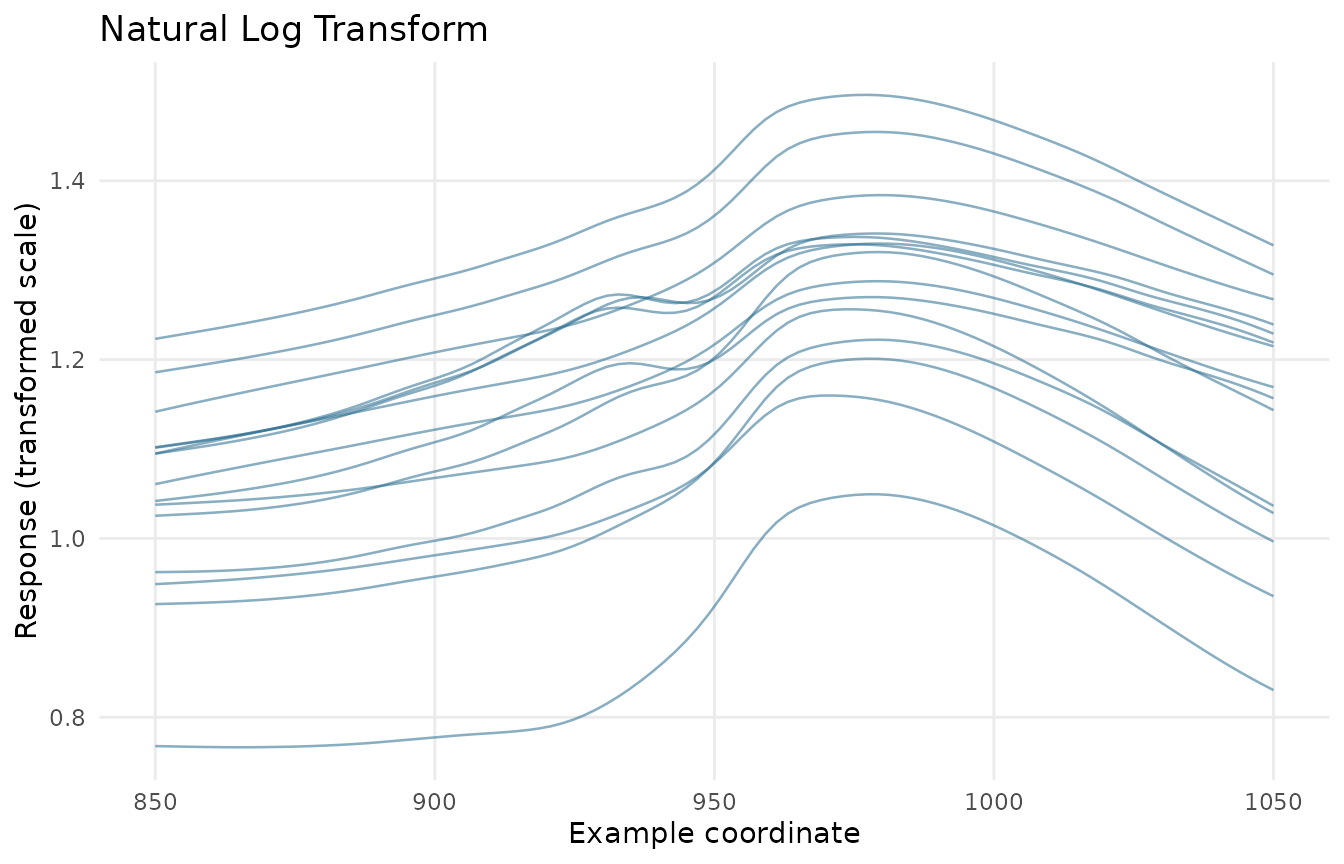 Natural Log Transform
Response (transformed scale)
1.4
1.2
1.0
0.8
850 900 950 1000 1050
Example coordinate